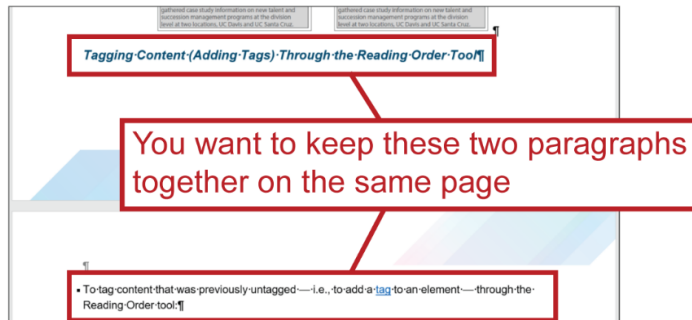 gathered case study information on new talent and gathered case study information on new talent and
succession management programs at the division succession management programs at the division
level at two locations, UC Davis and UC Santa Cruz. level at two locations, UC Davis and UC Santa Cruz.
¶
Tagging·Content·(Adding·Tags)·Through·the·Reading·Order·Tool¶
You want to keep these two paragraphs
together on the same page
¶
▪ To·tag·content·that·was·previously·untagged·—·i.e.,·to·add·a·tag·to·an·element·—·through·the·
Reading·Order·tool:¶